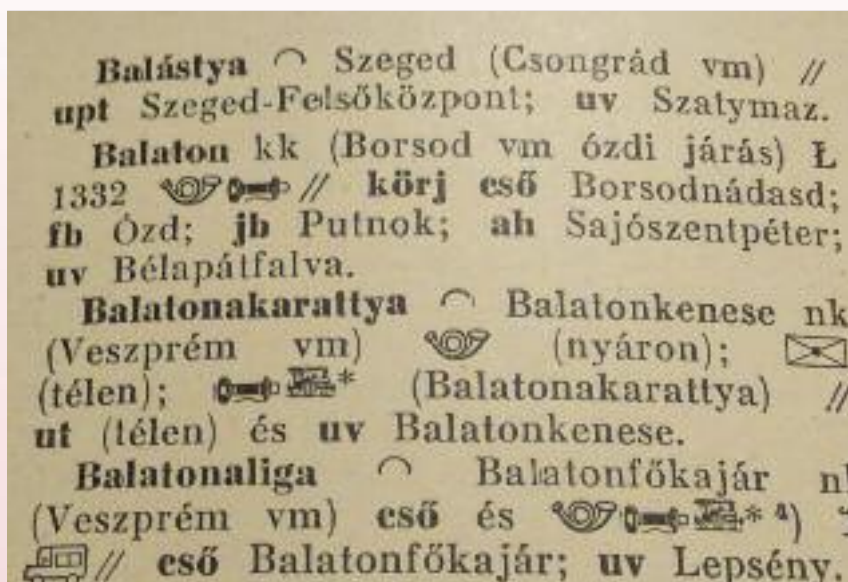 Balástya ⌒ Szeged (Csongrád vm) //
upt Szeged-Felsőközpont; uv Szatymaz.
Balaton kk (Borsod vm ózdi járás) Ł
1332 // körj cső Borsodnádasd;
fb Ózd; jb Putnok; ah Sajószentpéter;
uv Bélapátfalva.
Balatonakarattya ⌒ Balatonkenese nk
(Veszprém vm) (nyáron);
(télen); * (Balatonakarattya) //
ut (télen) és uv Balatonkenese.
Balatonaliga ⌒ Balatonfőkajár
(Veszprém vm) cső és * ⁴)
// cső Balatonfőkajár; uv Lepsény.